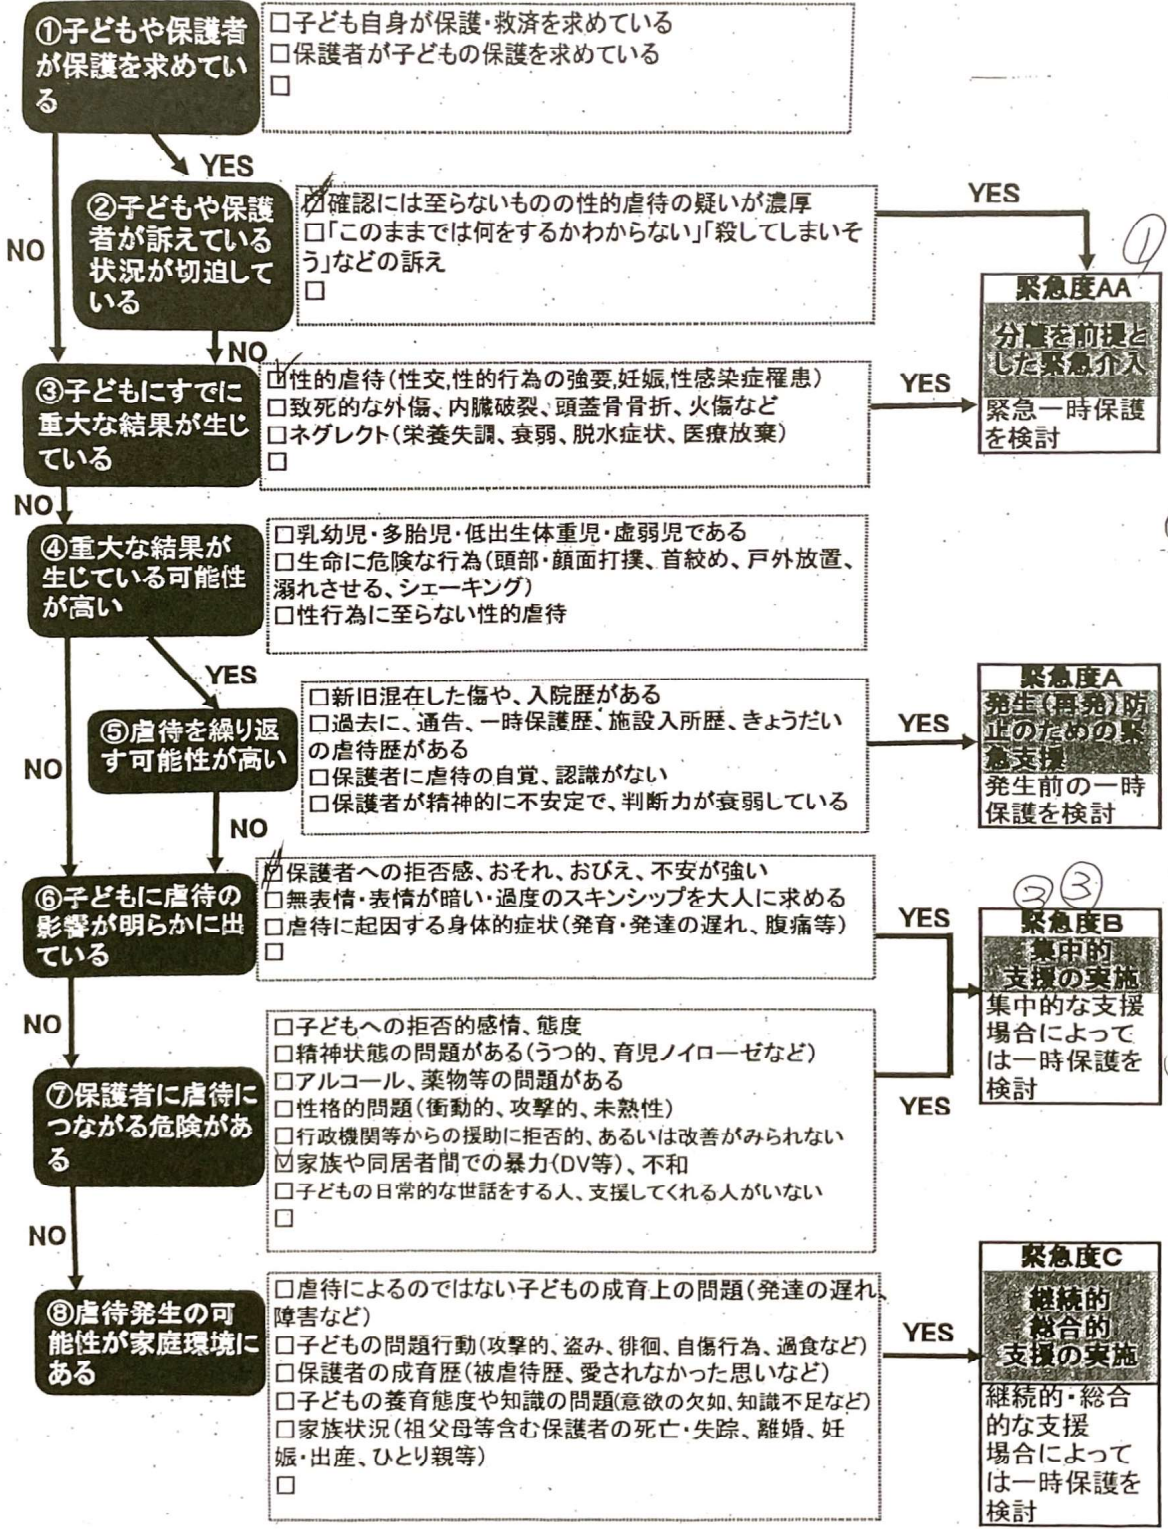 ①子どもや保護者
が保護を求めてい
る
□子ども自身が保護・救済を求めている
□保護者が子どもの保護を求めている
□
YES
NO
②子どもや保護
者が訴えている
状況が切迫して
いる
☑確認には至らないものの性的虐待の疑いが濃厚
□「このままでは何をするかわからない」「殺してしまいそ
う」などの訴え
□
YES
①
緊急度AA
分離を前提と
した緊急介入
緊急一時保護
を検討
NO
③子どもにすでに
重大な結果が生じ
ている
☑性的虐待(性交,性的行為の強要,妊娠,性感染症罹患)
□致死的な外傷、内臓破裂、頭蓋骨骨折、火傷など
□ネグレクト(栄養失調、衰弱、脱水症状、医療放棄)
□
YES
NO
④重大な結果が
生じている可能性
が高い
□乳幼児・多胎児・低出生体重児・虚弱児である
□生命に危険な行為(頭部・顔面打撲、首絞め、戸外放置、
溺れさせる、シェーキング)
□性行為に至らない性的虐待
YES
NO
⑤虐待を繰り返
す可能性が高い
□新旧混在した傷や、入院歴がある
□過去に、通告、一時保護歴、施設入所歴、きょうだい
の虐待歴がある
□保護者に虐待の自覚、認識がない
□保護者が精神的に不安定で、判断力が衰弱している
YES
緊急度A
発生(再発)防
止のための緊
急支援
発生前の一時
保護を検討
NO
⑥子どもに虐待の
影響が明らかに出
ている
☑保護者への拒否感、おそれ、おびえ、不安が強い
□無表情・表情が暗い・過度のスキンシップを大人に求める
□虐待に起因する身体的症状(発育・発達の遅れ、腹痛等)
□
YES
③
緊急度B
集中的
支援の実施
集中的な支援
場合によって
は一時保護を
検討
NO
⑦保護者に虐待に
つながる危険があ
る
□子どもへの拒否的感情、態度
□精神状態の問題がある(うつ的、育児ノイローゼなど)
□アルコール、薬物等の問題がある
□性格的問題(衝動的、攻撃的、未熟性)
□行政機関等からの援助に拒否的、あるいは改善がみられない
☑家族や同居者間での暴力(DV等)、不和
□子どもの日常的な世話をする人、支援してくれる人がいない
□
YES
NO
⑧虐待発生の可
能性が家庭環境に
ある
□虐待によるのではない子どもの成育上の問題(発達の遅れ、
障害など)
□子どもの問題行動(攻撃的、盗み、徘徊、自傷行為、過食など)
□保護者の成育歴(被虐待歴、愛されなかった思いなど)
□子どもの養育態度や知識の問題(意欲の欠如、知識不足など)
□家族状況(祖父母等含む保護者の死亡・失踪、離婚、妊
娠・出産、ひとり親等)
□
YES
緊急度C
継続的
総合的
支援の実施
継続的・総合
的な支援
場合によって
は一時保護を
検討